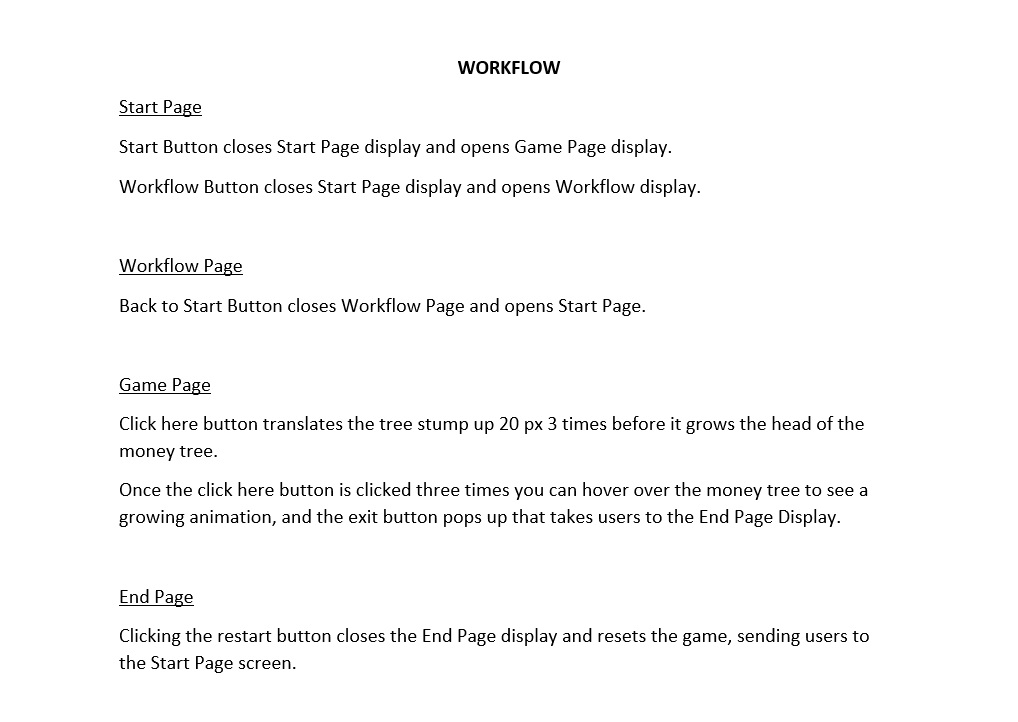 WORKFLOW
Start Page
Start Button closes Start Page display and opens Game Page display.
Workflow Button closes Start Page display and opens Workflow display.
Workflow Page
Back to Start Button closes Workflow Page and opens Start Page.
Game Page
Click here button translates the tree stump up 20 px 3 times before it grows the head of the
money tree.
Once the click here button is clicked three times you can hover over the money tree to see a
growing animation, and the exit button pops up that takes users to the End Page Display.
End Page
Clicking the restart button closes the End Page display and resets the game, sending users to
the Start Page screen.